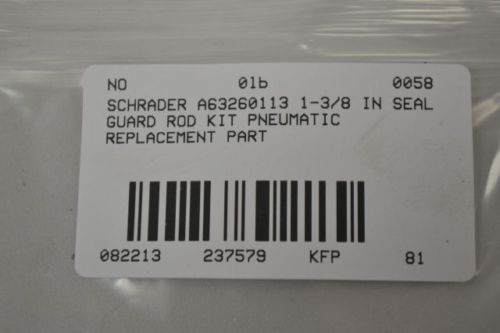 NO 01b 0058
SCHRADER A63260113 1-3/8 IN SEAL
GUARD ROD KIT PNEUMATIC
REPLACEMENT PART
082213 237579 KFP 81